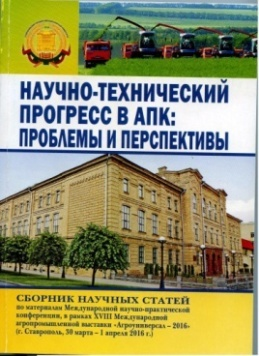 НАУЧНО-ТЕХНИЧЕСКИЙ
ПРОГРЕСС В АПК:
ПРОБЛЕМЫ И ПЕРСПЕКТИВЫ
СБОРНИК НАУЧНЫХ СТАТЕЙ
по материалам Международной научно-практической
конференции, в рамках XVIII Международной
агропромышленной выставки «Агроуниверсал – 2016»
(г. Ставрополь, 30 марта – 1 апреля 2016 г.)